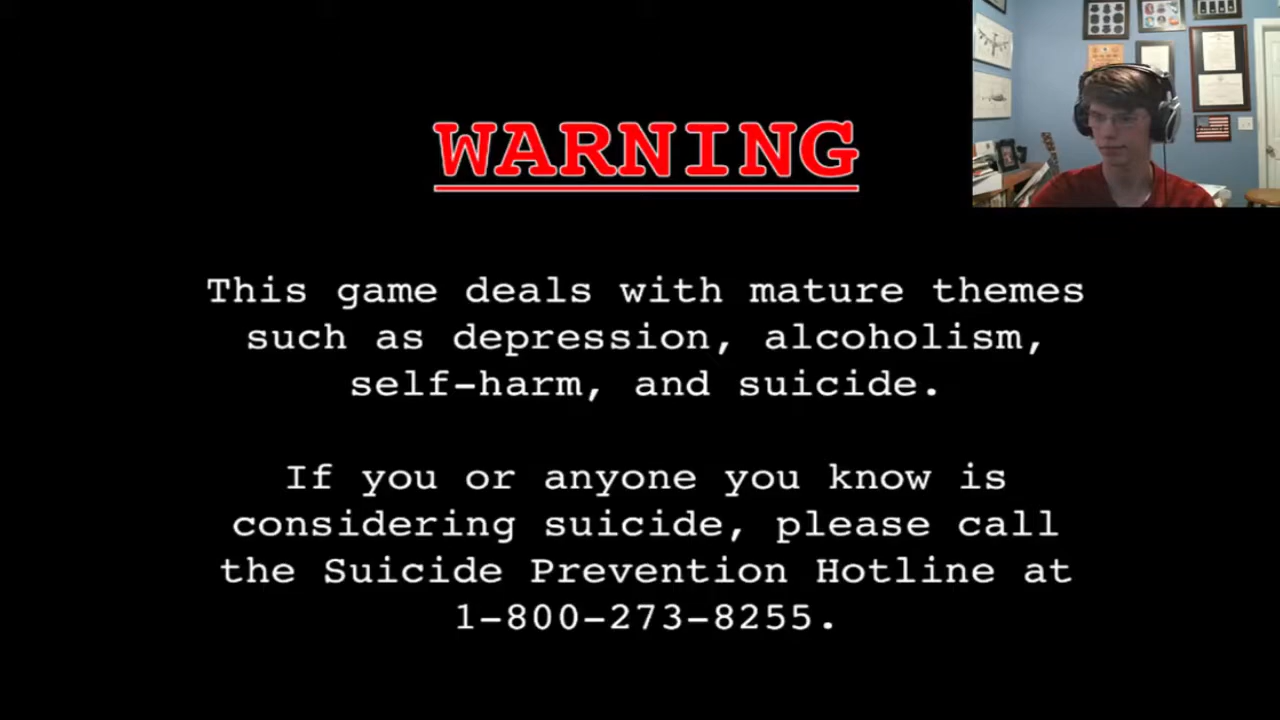 WARNING
This game deals with mature themes
such as depression, alcoholism,
self-harm, and suicide.
If you or anyone you know is
considering suicide, please call
the Suicide Prevention Hotline at
1-800-273-8255.